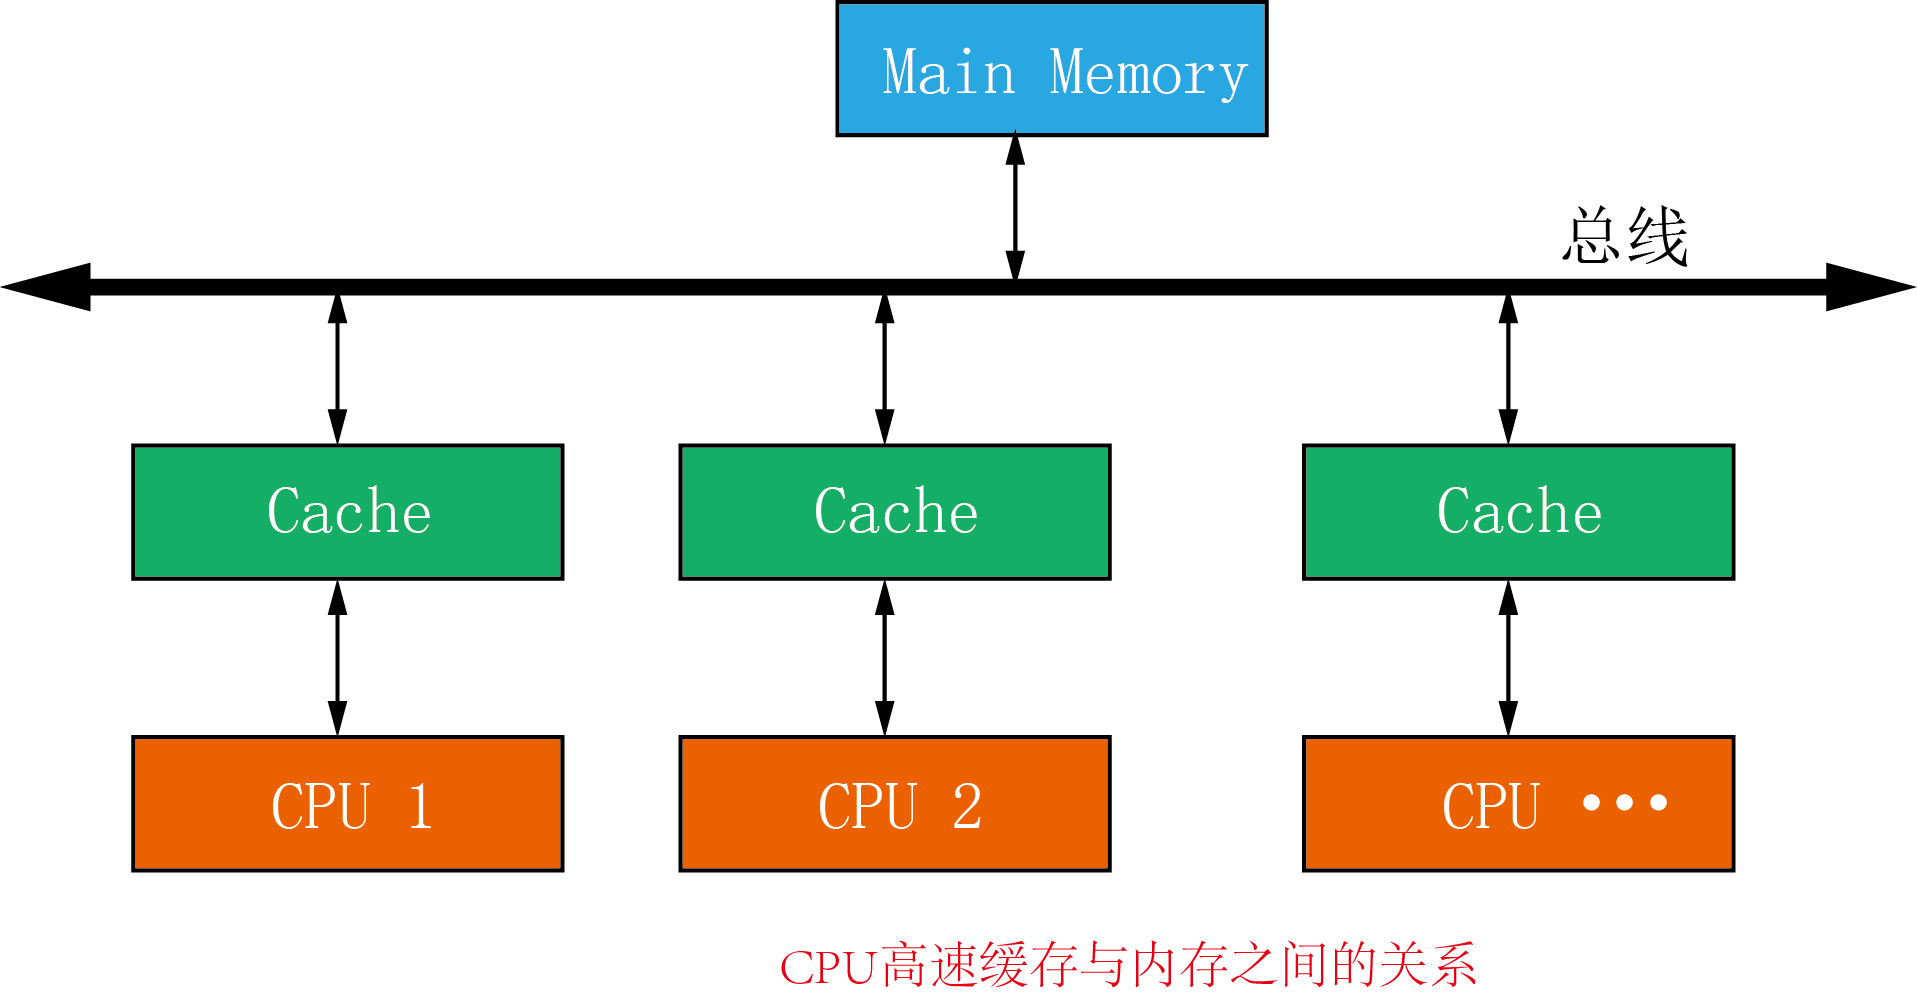 Main Memory
总线
Cache
Cache
Cache
CPU 1
CPU 2
CPU •••
CPU高速缓存与内存之间的关系